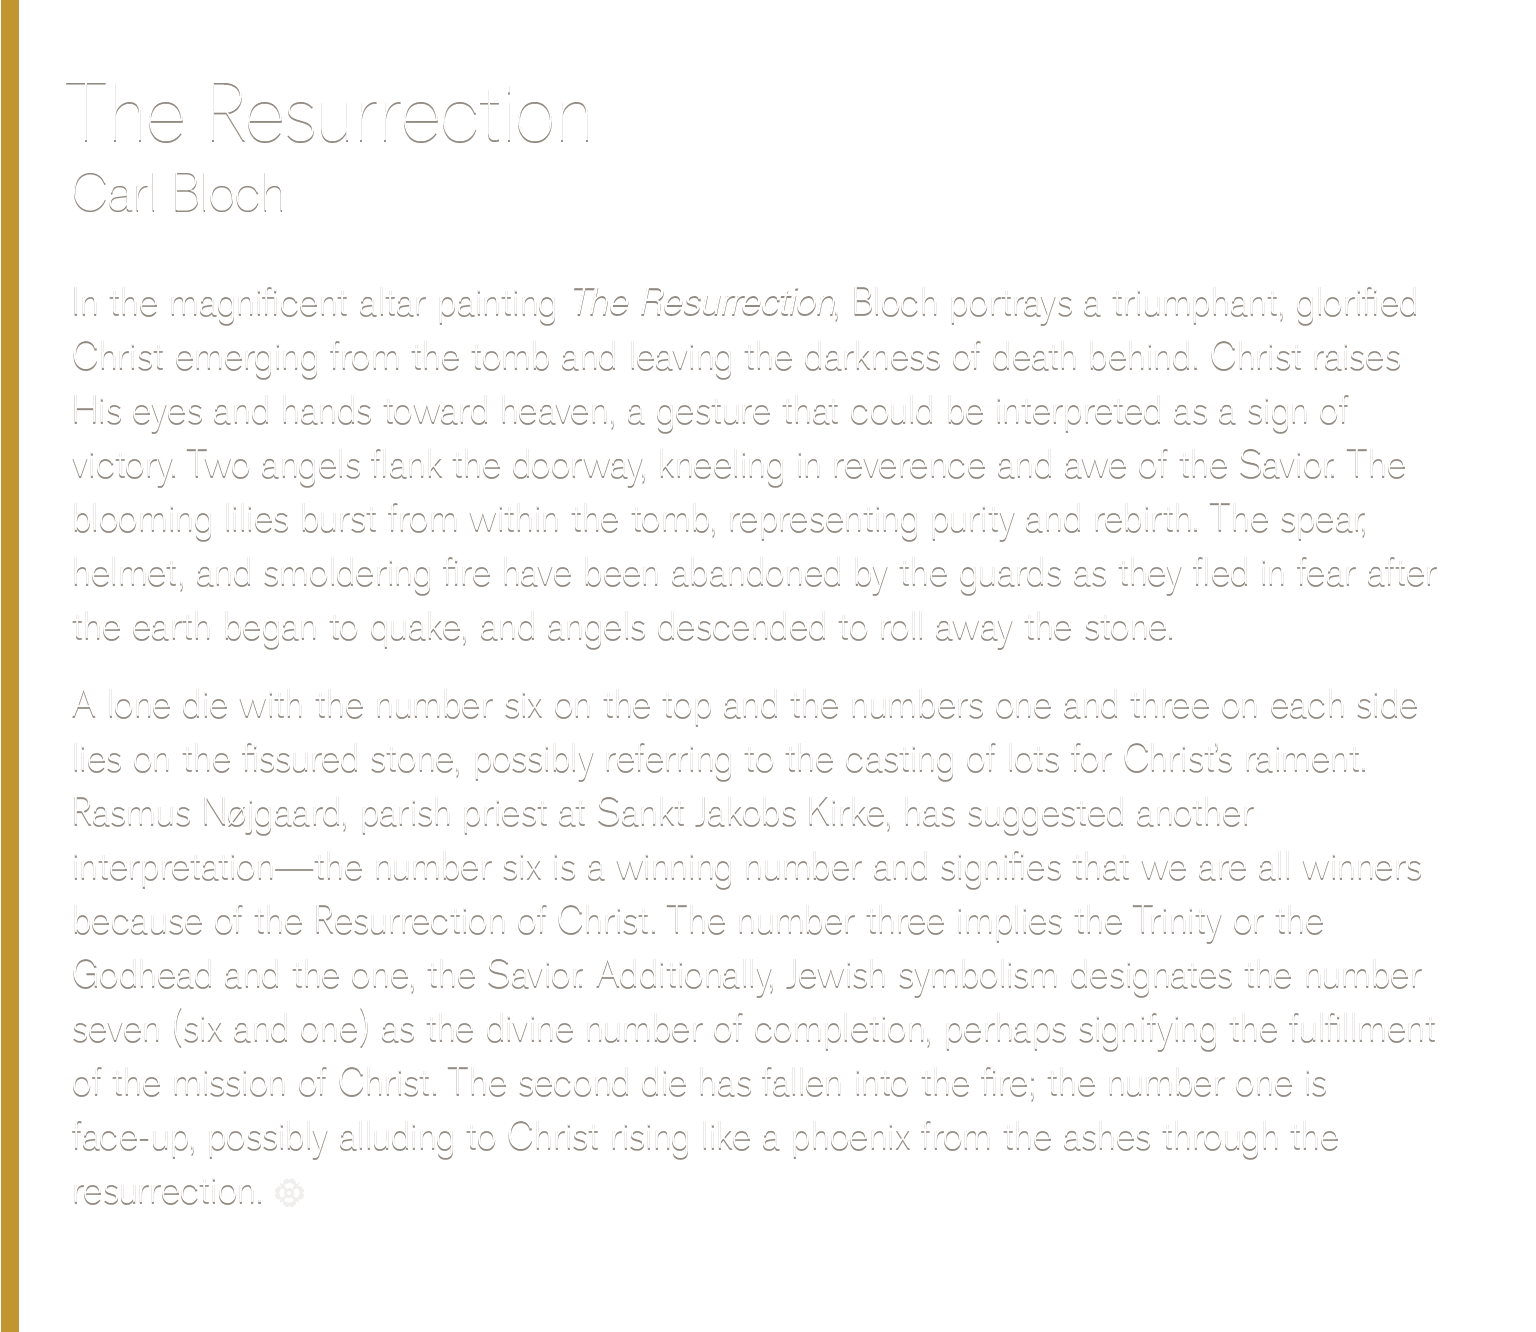 The Resurrection
Carl Bloch
In the magnificent altar painting The Resurrection, Bloch portrays a triumphant, glorified
Christ emerging from the tomb and leaving the darkness of death behind. Christ raises
His eyes and hands toward heaven, a gesture that could be interpreted as a sign of
victory. Two angels flank the doorway, kneeling in reverence and awe of the Savior. The
blooming lilies burst from within the tomb, representing purity and rebirth. The spear,
helmet, and smoldering fire have been abandoned by the guards as they fled in fear after
the earth began to quake, and angels descended to roll away the stone.
A lone die with the number six on the top and the numbers one and three on each side
lies on the fissured stone, possibly referring to the casting of lots for Christ’s raiment.
Rasmus Nøjgaard, parish priest at Sankt Jakobs Kirke, has suggested another
interpretation—the number six is a winning number and signifies that we are all winners
because of the Resurrection of Christ. The number three implies the Trinity or the
Godhead and the one, the Savior. Additionally, Jewish symbolism designates the number
seven (six and one) as the divine number of completion, perhaps signifying the fulfillment
of the mission of Christ. The second die has fallen into the fire; the number one is
face-up, possibly alluding to Christ rising like a phoenix from the ashes through the
resurrection.